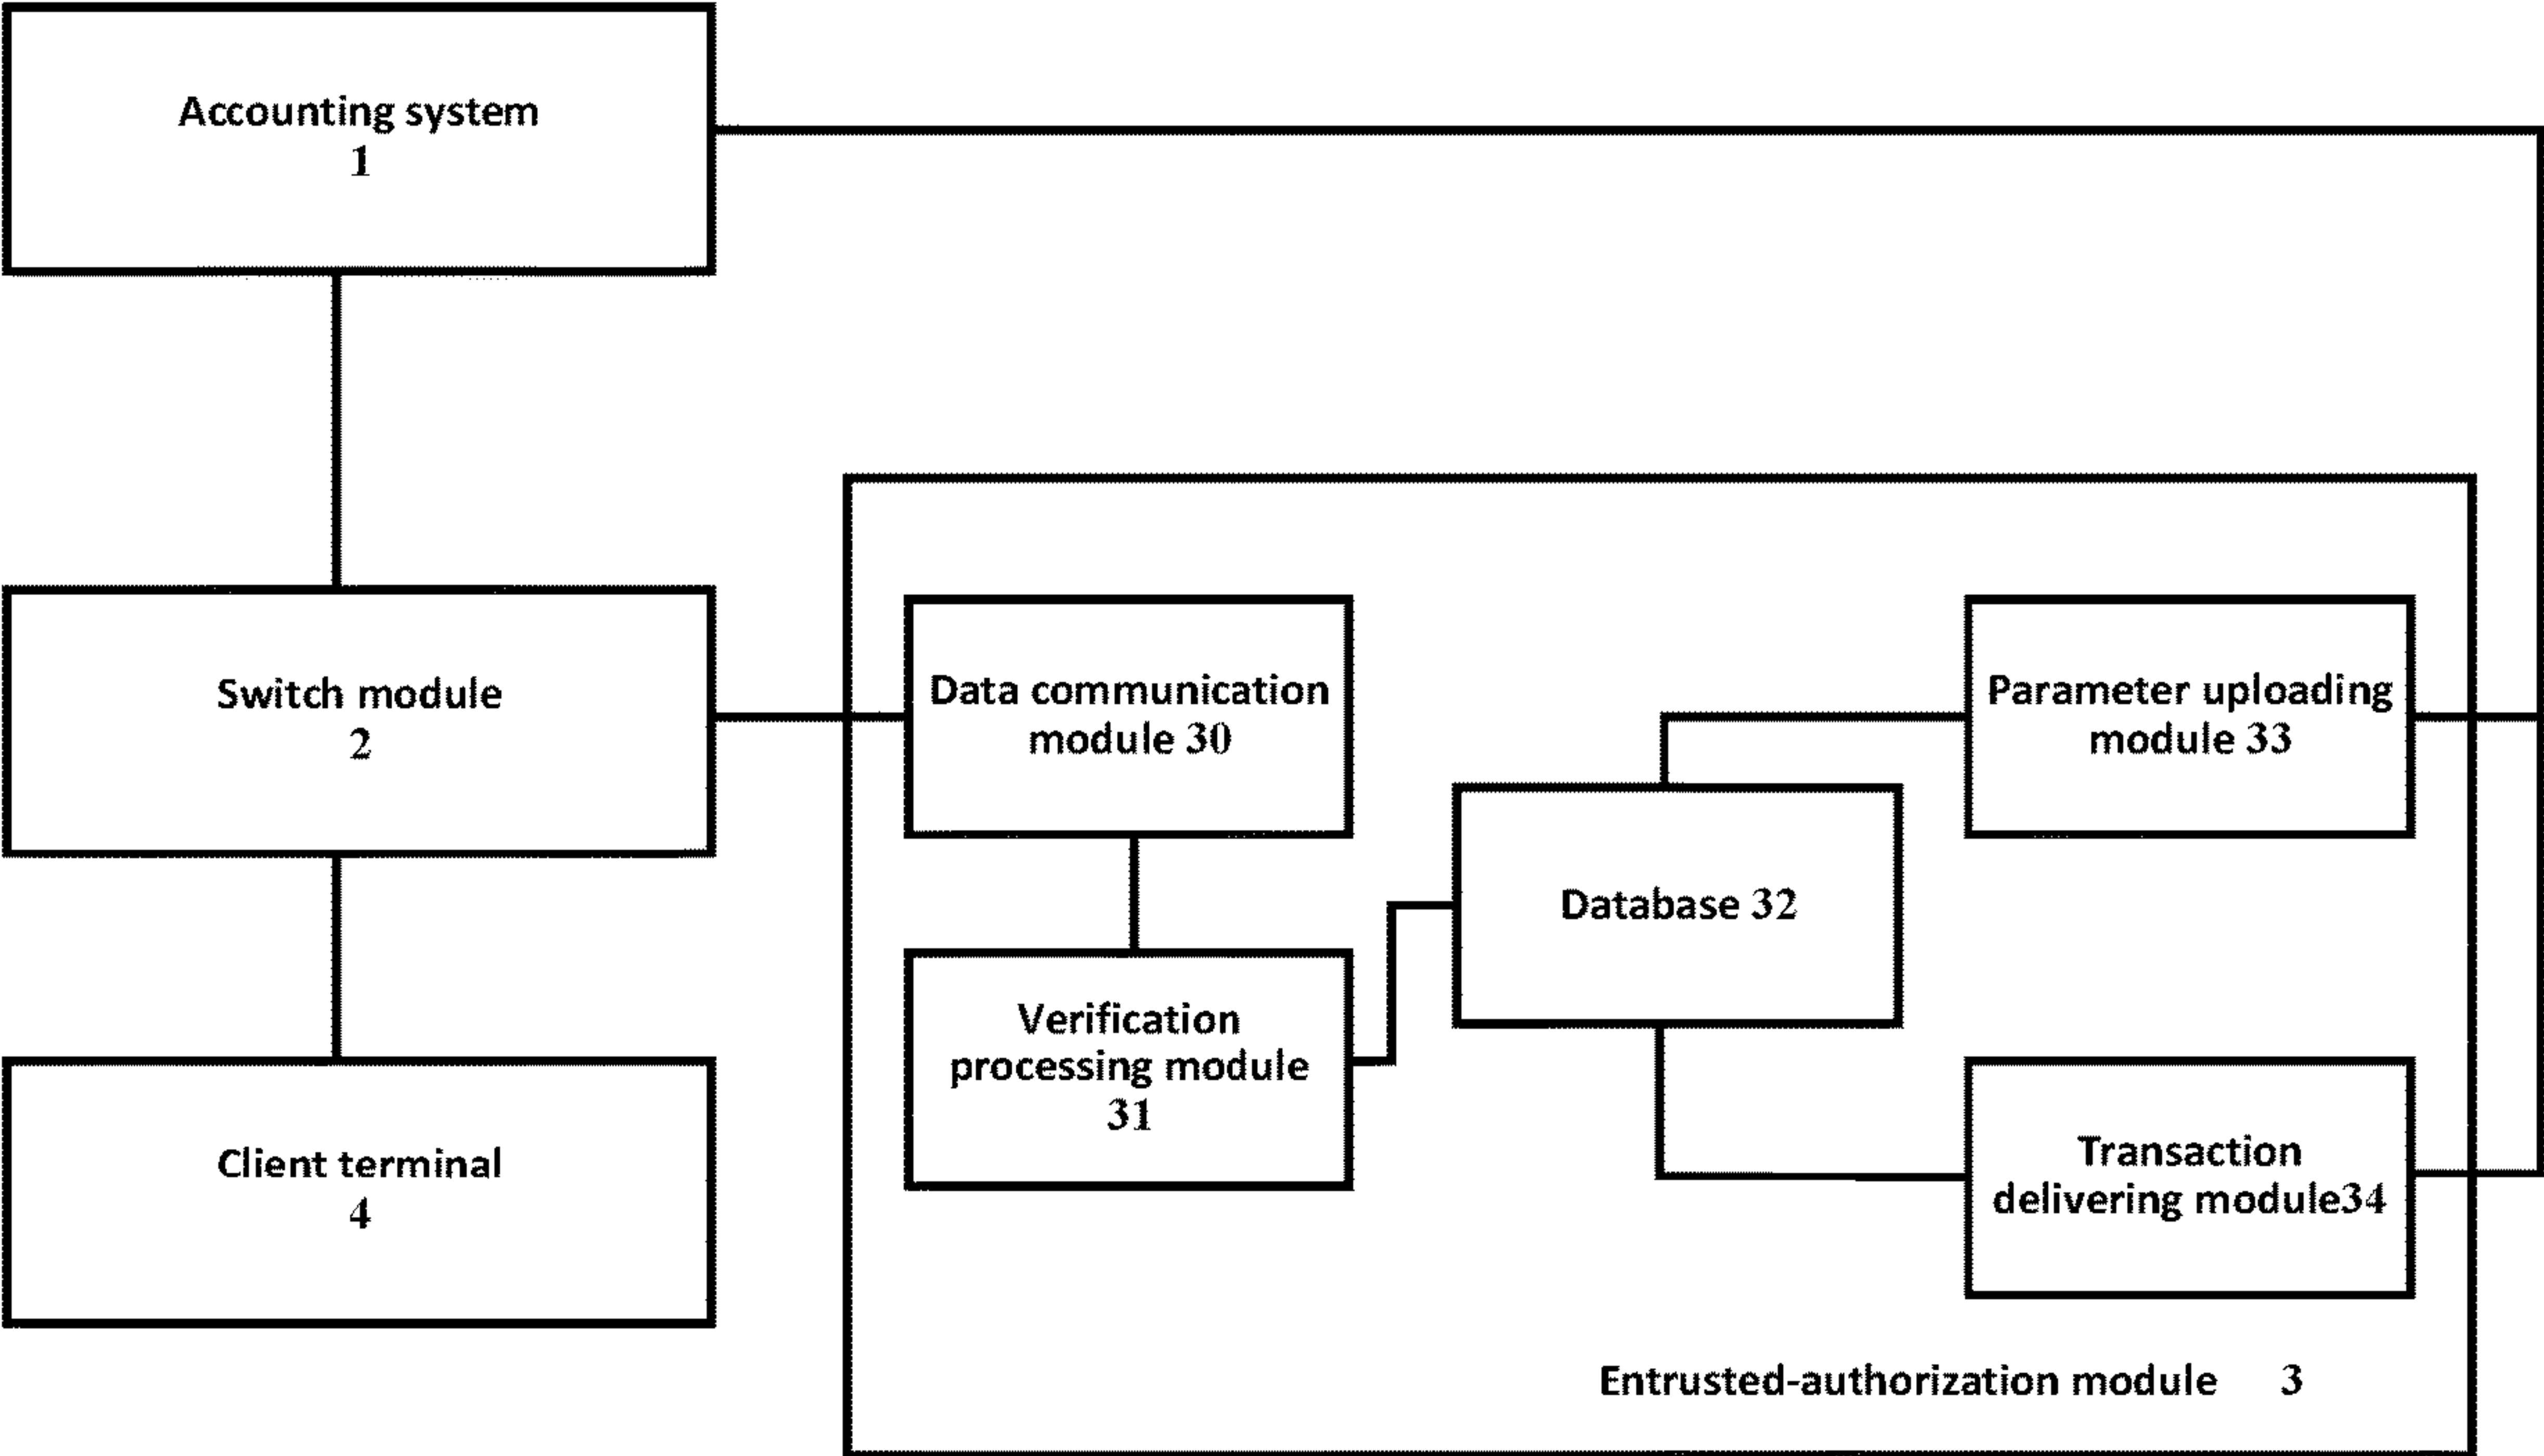 Accounting system
1
Switch module
2
Client terminal
4
Data communication
module 30
Verification
processing module
31
Database 32
Parameter uploading
module 33
Transaction
delivering module34
Entrusted-authorization module 3